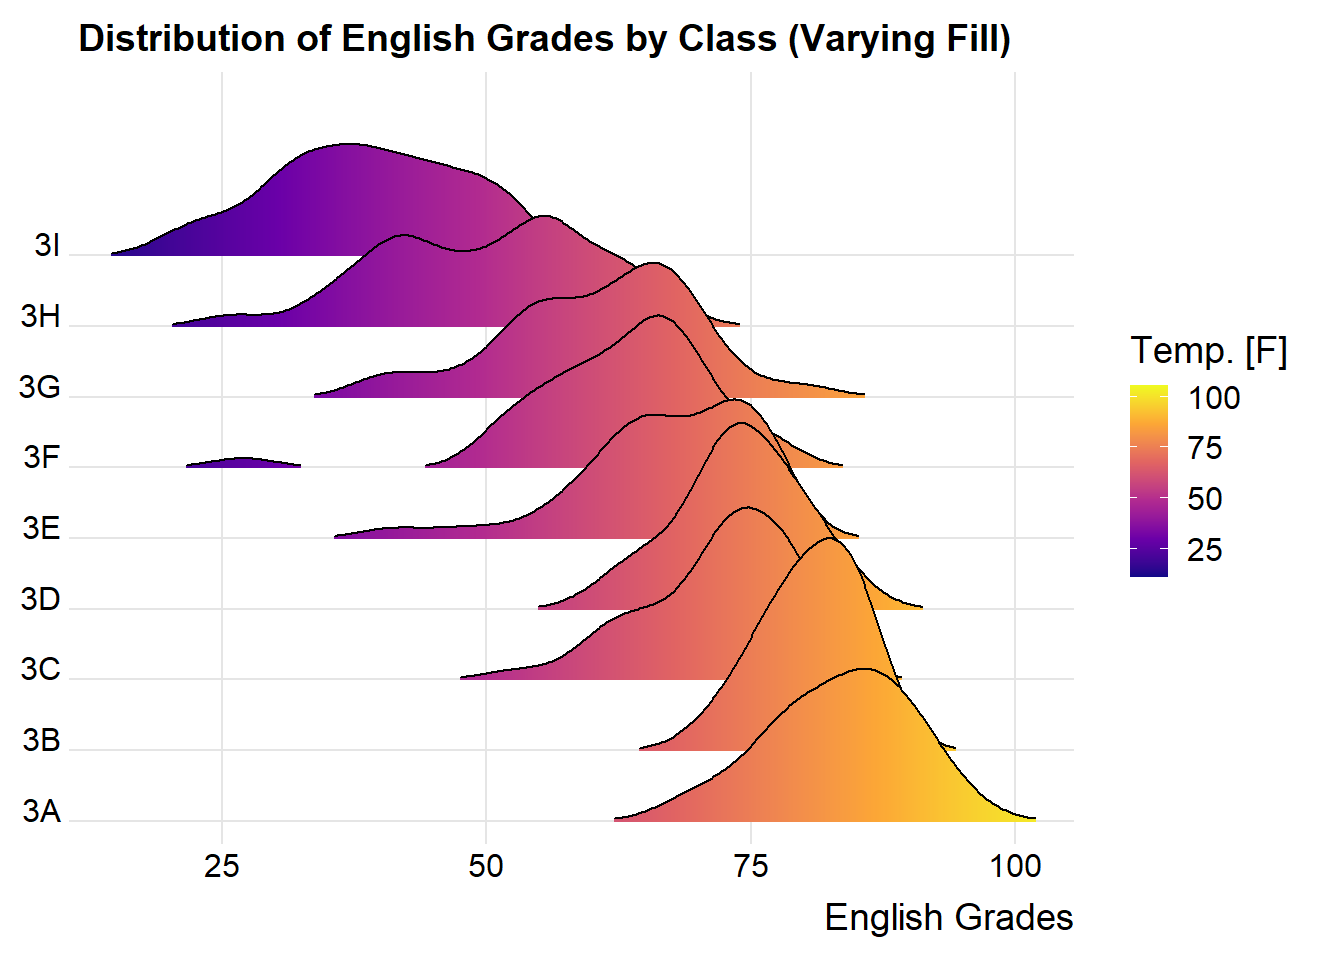 Distribution of English Grades by Class (Varying Fill)
3I
3H
3G
3F
3E
3D
3C
3B
3A
25 50 75 100
English Grades
Temp. [F]
100
75
50
25